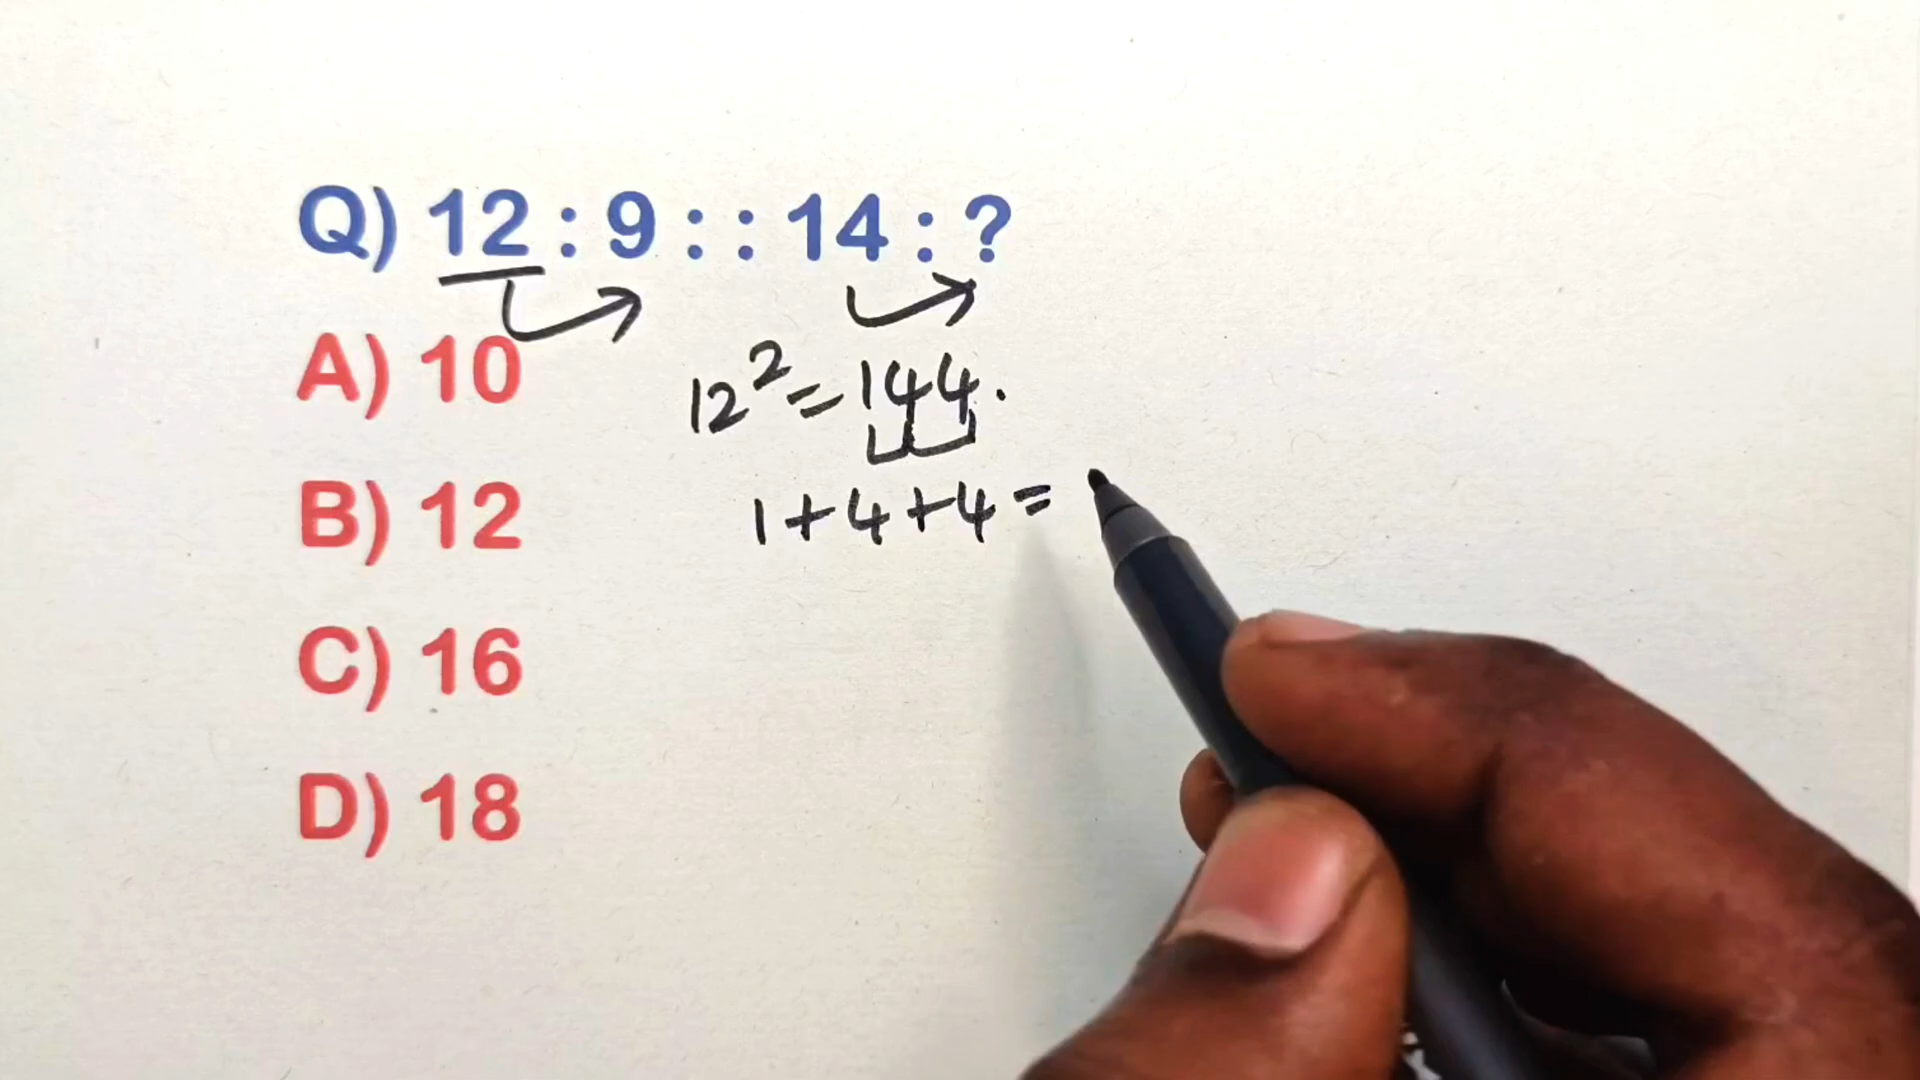 Q) 12 : 9 : : 14 : ?
A) 10
12² = 144.
B) 12
1 + 4 + 4 =
C) 16
D) 18